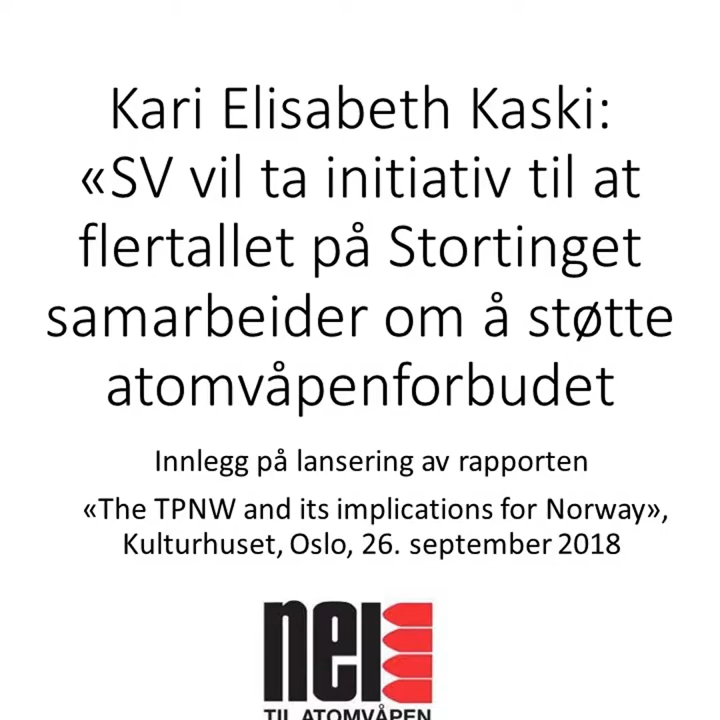 Kari Elisabeth Kaski:
«SV vil ta initiativ til at
flertallet på Stortinget
samarbeider om å støtte
atomvåpenforbudet
Innlegg på lansering av rapporten
«The TPNW and its implications for Norway»,
Kulturhuset, Oslo, 26. september 2018
nei
TIL ATOMVÅPEN